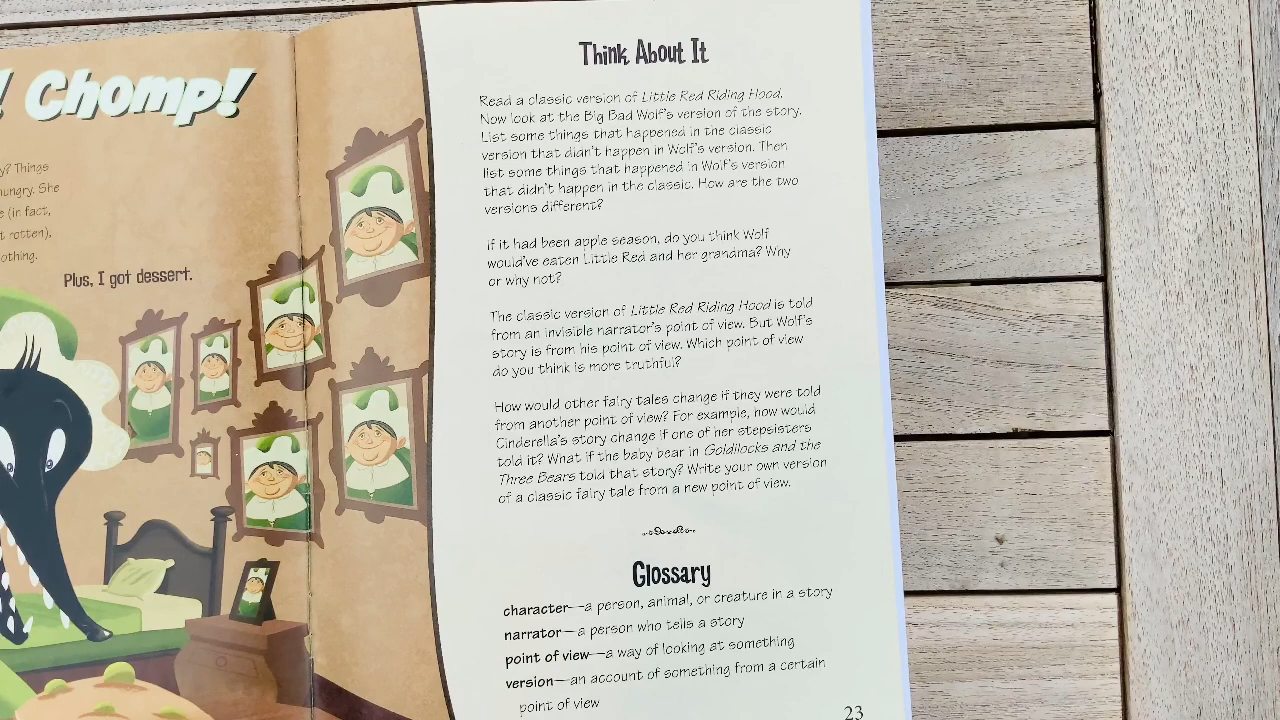 ! Chomp!
y? Things
hungry. She
e (in fact,
t rotten),
othing.
Plus, I got dessert.
Think About It
Read a classic version of Little Red Riding Hood.
Now look at the Big Bad Wolf's version of the story.
List some things that happened in the classic
version that didn't happen in Wolf's version. Then
list some things that happened in Wolf's version
that didn't happen in the classic. How are the two
versions different?
If it had been apple season, do you think Wolf
would've eaten Little Red and her grandma? Why
or why not?
The classic version of Little Red Riding Hood is told
from an invisible narrator's point of view. But Wolf's
story is from his point of view. Which point of view
do you think is more truthful?
How would other fairy tales change if they were told
from another point of view? For example, how would
Cinderella's story change if one of her stepsisters
told it? What if the baby bear in Goldilocks and the
Three Bears told that story? Write your own version
of a classic fairy tale from a new point of view.
Glossary
character—a person, animal, or creature in a story
narrator—a person who tells a story
point of view—a way of looking at something
version—an account of something from a certain
point of view
23